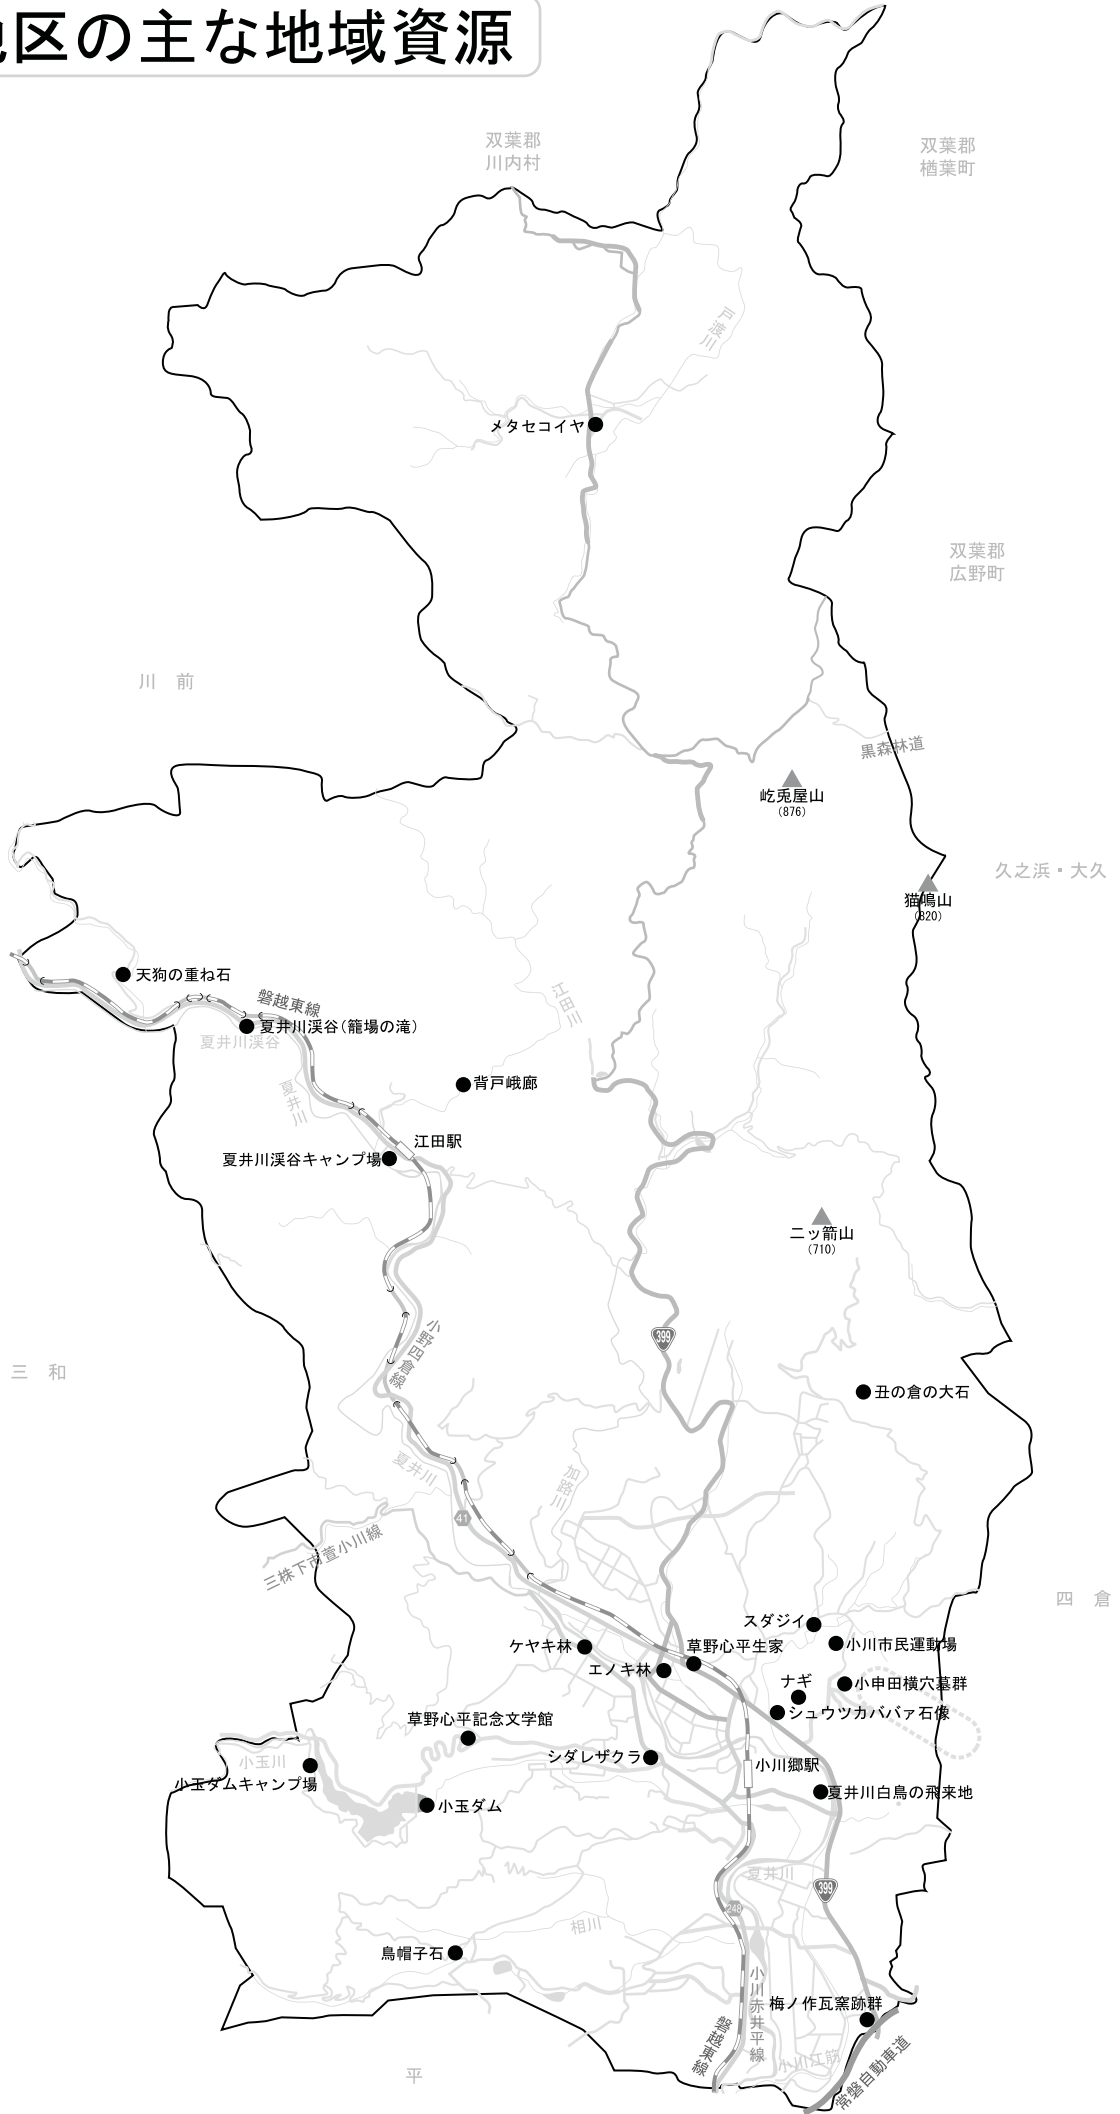 区の主な地域資源
双葉郡
川内村
双葉郡
楢葉町
戸渡川
メタセコイヤ
双葉郡
広野町
川 前
黒森林道
屹兎屋山
(876)
久之浜・大久
猫鳴山
(820)
天狗の重ね石
磐越東線
夏井川渓谷(籠場の滝)
夏井川渓谷
江田川
夏井川
背戸峨廊
江田駅
夏井川渓谷キャンプ場
二ッ箭山
(710)
小野四倉線
399
三 和
丑の倉の大石
夏井川
加路川
41
三株下市萱小川線
四 倉
スダジイ
ケヤキ林
草野心平生家
小川市民運動場
エノキ林
ナギ
小申田横穴墓群
シュウツカババァ石像
草野心平記念文学館
シダレザクラ
小川郷駅
小玉川
小玉ダムキャンプ場
小玉ダム
夏井川白鳥の飛来地
夏井川
399
248
相川
烏帽子石
小川赤井平線
梅ノ作瓦窯跡群
磐越東線
小川江筋
常磐自動車道
平